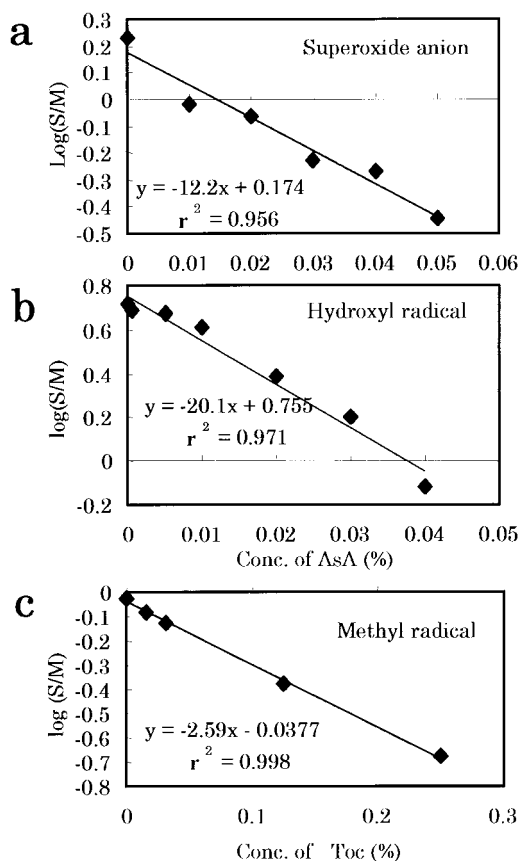 a
Superoxide anion
Log(S/M)
0.3
0.2
0.1
0
-0.1
-0.2
-0.3
-0.4
-0.5
y = -12.2x + 0.174
r 2 = 0.956
0 0.01 0.02 0.03 0.04 0.05 0.06
b
Hydroxyl radical
log(S/M)
0.8
0.6
0.4
0.2
0
-0.2
y = -20.1x + 0.755
r 2 = 0.971
0 0.01 0.02 0.03 0.04 0.05
Conc. of AsA (%)
c
Methyl radical
log (S/M)
0
-0.1
-0.2
-0.3
-0.4
-0.5
-0.6
-0.7
-0.8
y = -2.59x - 0.0377
r 2 = 0.998
0 0.1 0.2 0.3
Conc. of Toc (%)